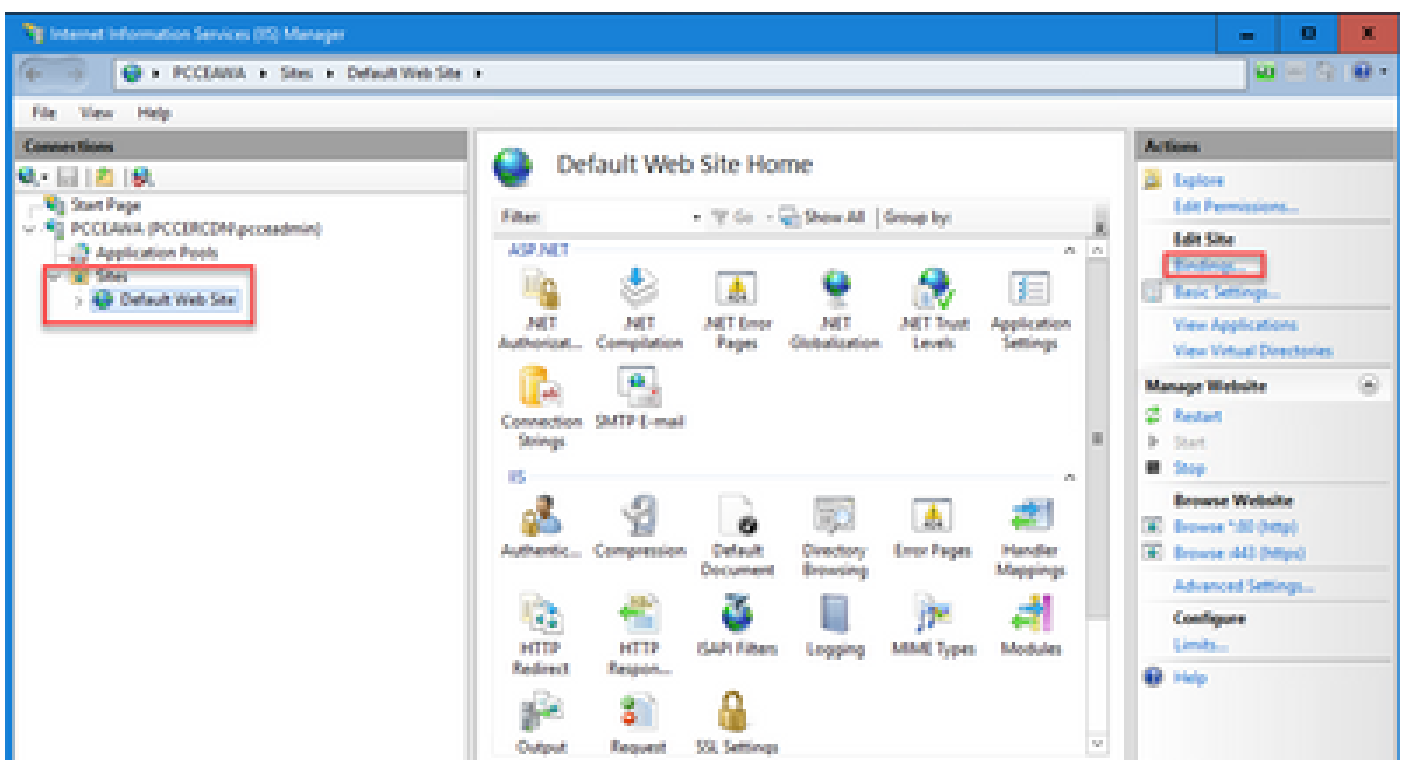 Internet Information Services (IIS) Manager
PCCEAWA Sites Default Web Site
File View Help
Connections
Start Page
PCCEAWA (PCCERCDN\pcceadmin)
Application Pools
Sites
Default Web Site
Default Web Site Home
Filter: Go Show All Group by:
ASP.NET
.NET Authorizat...
.NET Compilation
.NET Error Pages
.NET Globalization
.NET Trust Levels
Application Settings
Connection Strings
SMTP E-mail
IIS
Authentic...
Compression
Default Document
Directory Browsing
Error Pages
Handler Mappings
HTTP Redirect
HTTP Respon...
ISAPI Filters
Logging
MIME Types
Modules
Output
Request
SSL Settings
Actions
Explore
Edit Permissions...
Edit Site
Bindings...
Basic Settings...
View Applications
View Virtual Directories
Manage Website
Restart
Start
Stop
Browse Website
Browse *:80 (http)
Browse :443 (https)
Advanced Settings...
Configure
Limits...
Help